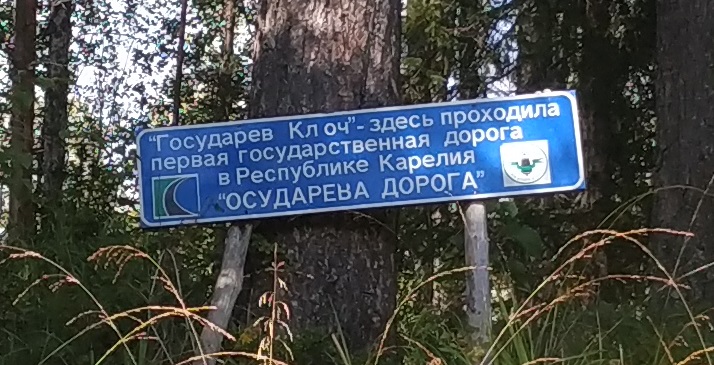 "Государев Кл оч"- здесь проходила
первая государственная дорога
в Республике Карелия
"ОСУДАРЕВА ДОРОГА"